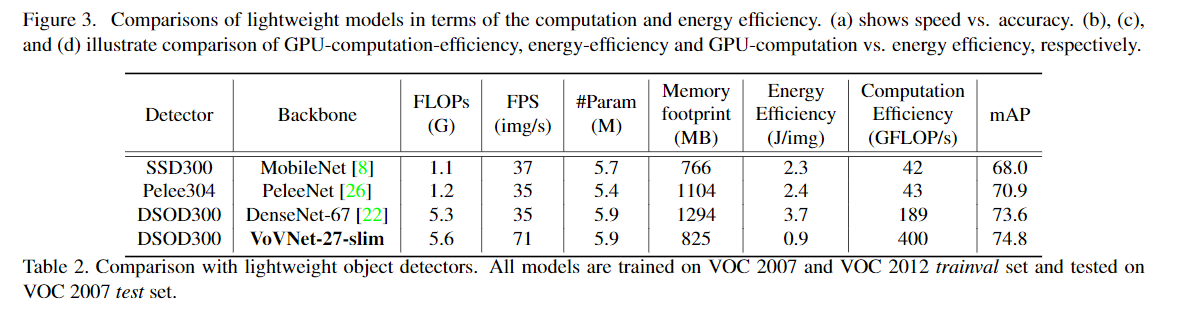 Figure 3. Comparisons of lightweight models in terms of the computation and energy efficiency. (a) shows speed vs. accuracy. (b), (c),
and (d) illustrate comparison of GPU-computation-efficiency, energy-efficiency and GPU-computation vs. energy efficiency, respectively.
Detector Backbone FLOPs (G) FPS (img/s) #Param (M) Memory footprint (MB) Energy Efficiency (J/img) Computation Efficiency (GFLOP/s) mAP
SSD300 MobileNet [8] 1.1 37 5.7 766 2.3 42 68.0
Pelee304 PeleeNet [26] 1.2 35 5.4 1104 2.4 43 70.9
DSOD300 DenseNet-67 [22] 5.3 35 5.9 1294 3.7 189 73.6
DSOD300 VoVNet-27-slim 5.6 71 5.9 825 0.9 400 74.8
Table 2. Comparison with lightweight object detectors. All models are trained on VOC 2007 and VOC 2012 trainval set and tested on
VOC 2007 test set.